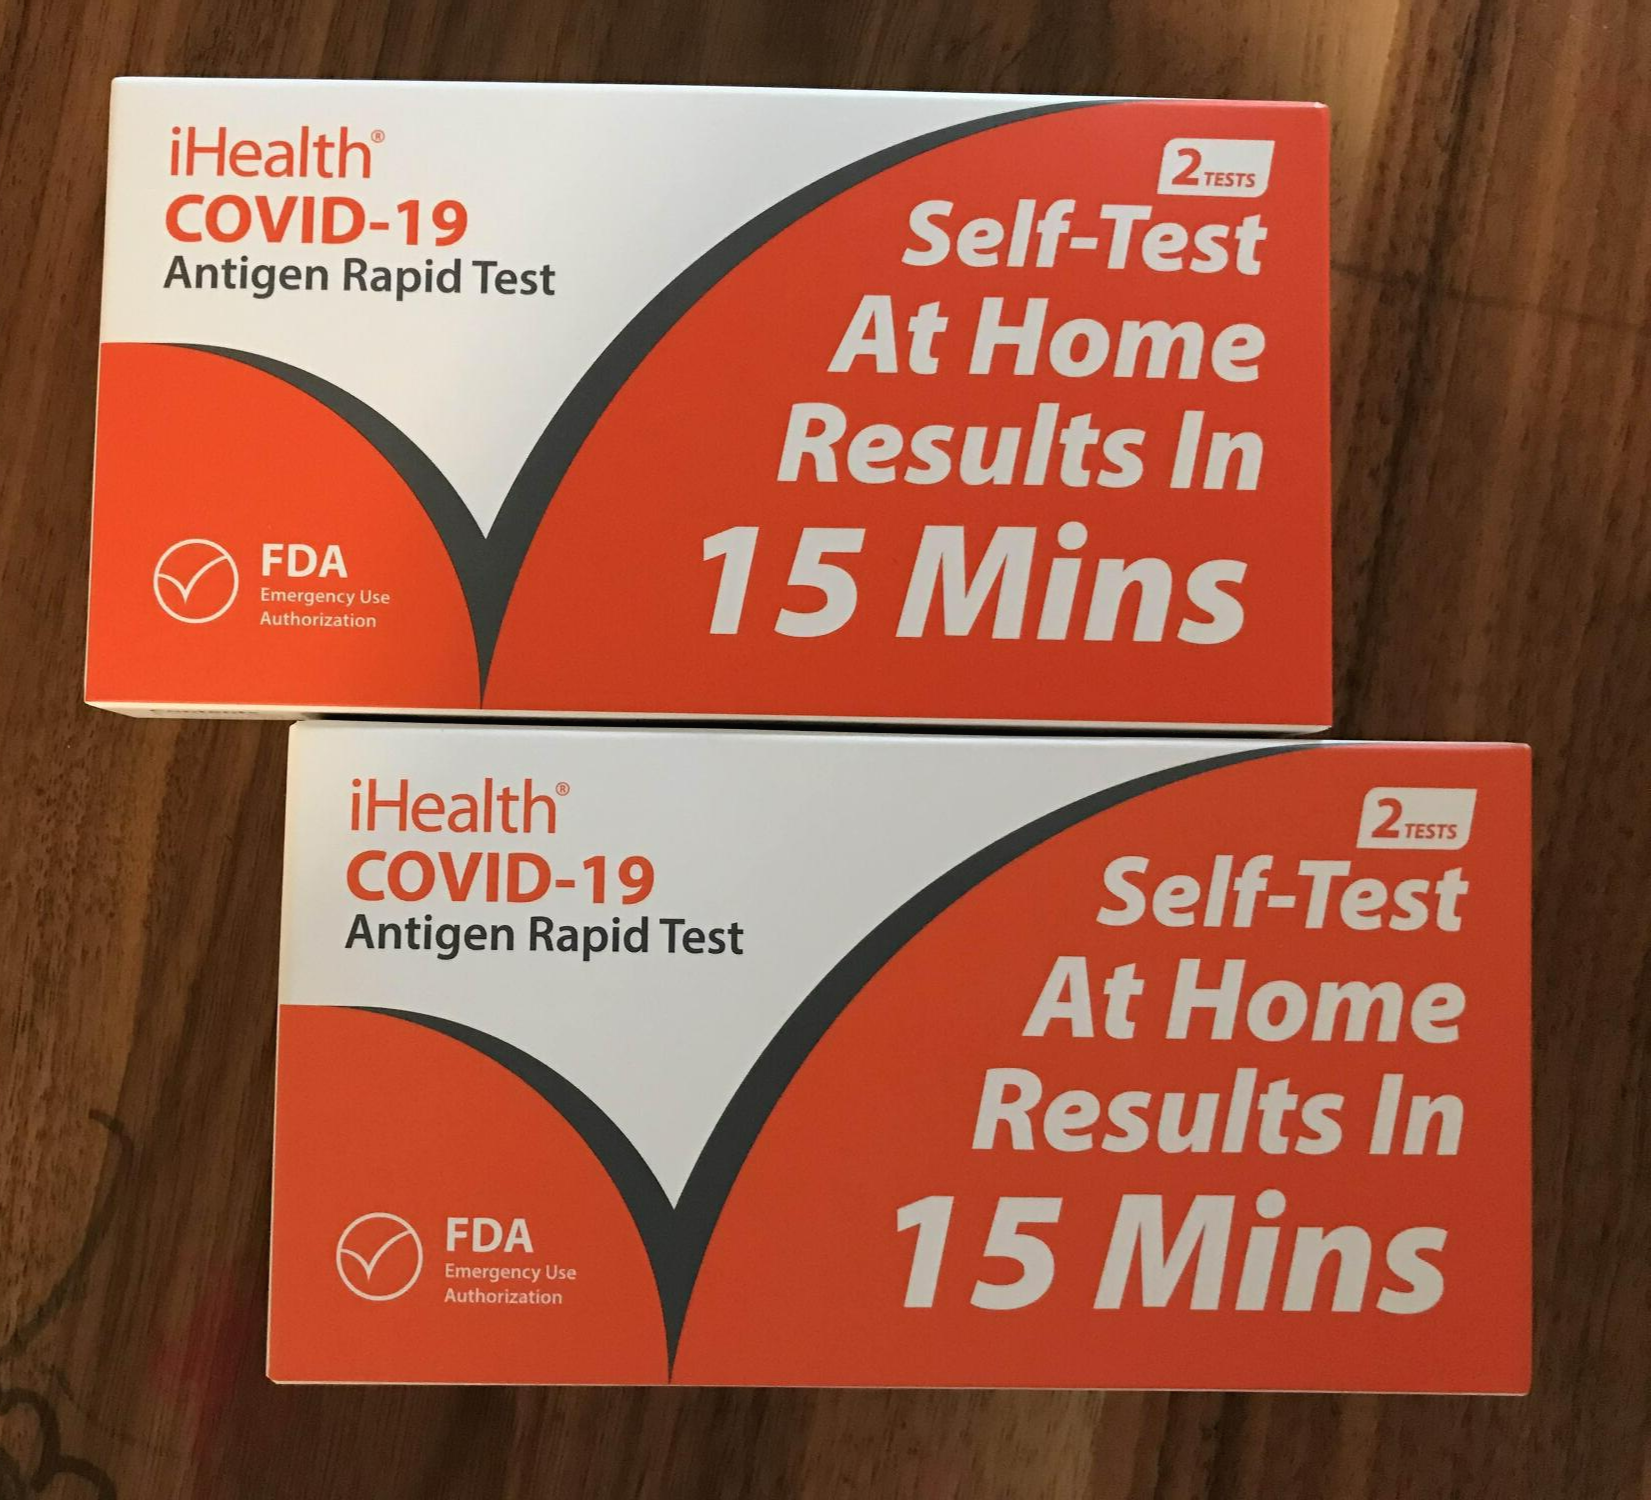 iHealth®
COVID-19
Antigen Rapid Test
FDA
Emergency Use
Authorization
2 TESTS
Self-Test
At Home
Results In
15 Mins
iHealth®
COVID-19
Antigen Rapid Test
FDA
Emergency Use
Authorization
2 TESTS
Self-Test
At Home
Results In
15 Mins